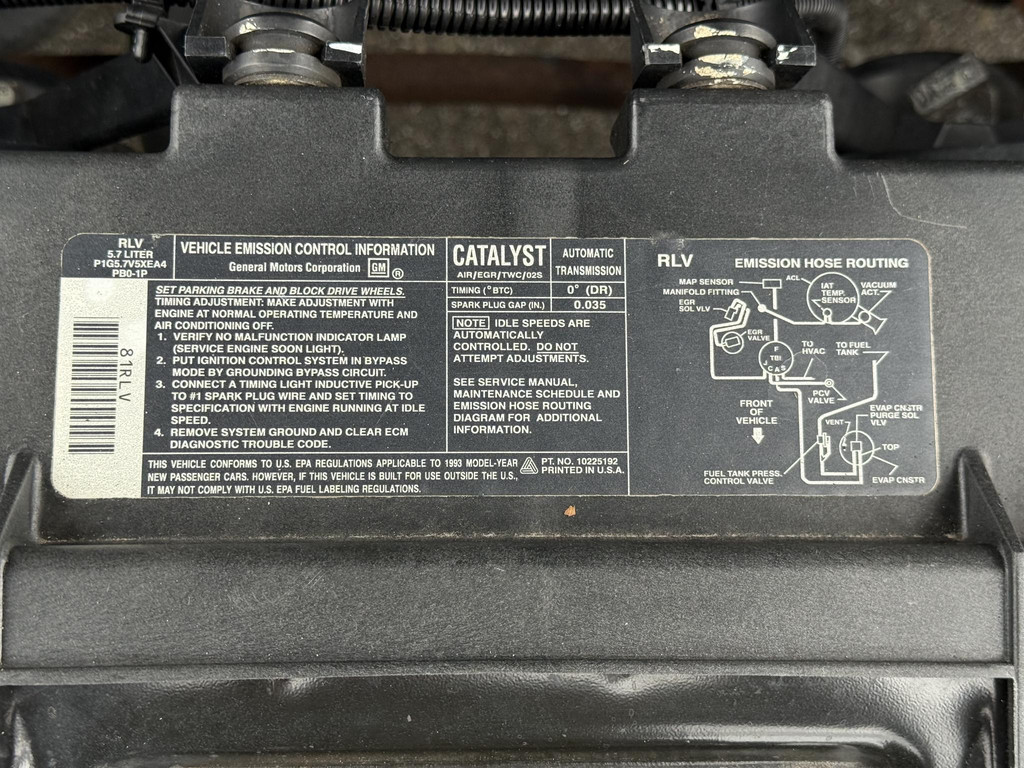 RLV
5.7 LITER
P1G5.7V5XEA4
PB0-1P
81RLV
VEHICLE EMISSION CONTROL INFORMATION
General Motors Corporation GM ®
SET PARKING BRAKE AND BLOCK DRIVE WHEELS.
TIMING ADJUSTMENT: MAKE ADJUSTMENT WITH
ENGINE AT NORMAL OPERATING TEMPERATURE AND
AIR CONDITIONING OFF.
1. VERIFY NO MALFUNCTION INDICATOR LAMP
(SERVICE ENGINE SOON LIGHT).
2. PUT IGNITION CONTROL SYSTEM IN BYPASS
MODE BY GROUNDING BYPASS CIRCUIT.
3. CONNECT A TIMING LIGHT INDUCTIVE PICK-UP
TO #1 SPARK PLUG WIRE AND SET TIMING TO
SPECIFICATION WITH ENGINE RUNNING AT IDLE
SPEED.
4. REMOVE SYSTEM GROUND AND CLEAR ECM
DIAGNOSTIC TROUBLE CODE.
CATALYST
AIR/EGR/TWC/02S
AUTOMATIC
TRANSMISSION
TIMING (°BTC) 0° (DR)
SPARK PLUG GAP (IN.) 0.035
NOTE IDLE SPEEDS ARE
AUTOMATICALLY
CONTROLLED. DO NOT
ATTEMPT ADJUSTMENTS.
SEE SERVICE MANUAL,
MAINTENANCE SCHEDULE AND
EMISSION HOSE ROUTING
DIAGRAM FOR ADDITIONAL
INFORMATION.
THIS VEHICLE CONFORMS TO U.S. EPA REGULATIONS APPLICABLE TO 1993 MODEL-YEAR
NEW PASSENGER CARS. HOWEVER, IF THIS VEHICLE IS BUILT FOR USE OUTSIDE THE U.S.,
IT MAY NOT COMPLY WITH U.S. EPA FUEL LABELING REGULATIONS.
PT. NO. 10225192
PRINTED IN U.S.A.
RLV EMISSION HOSE ROUTING
MAP SENSOR
MANIFOLD FITTING
EGR
SOL VLV
ACL
IAT
TEMP.
SENSOR
VACUUM
ACT.
EGR
VALVE
F
TBI
C A S
TO
HVAC
TO FUEL
TANK
PCV
VALVE
FRONT
OF
VEHICLE
VENT
EVAP CNSTR
PURGE SOL
VLV
TOP
FUEL TANK PRESS.
CONTROL VALVE
EVAP CNSTR